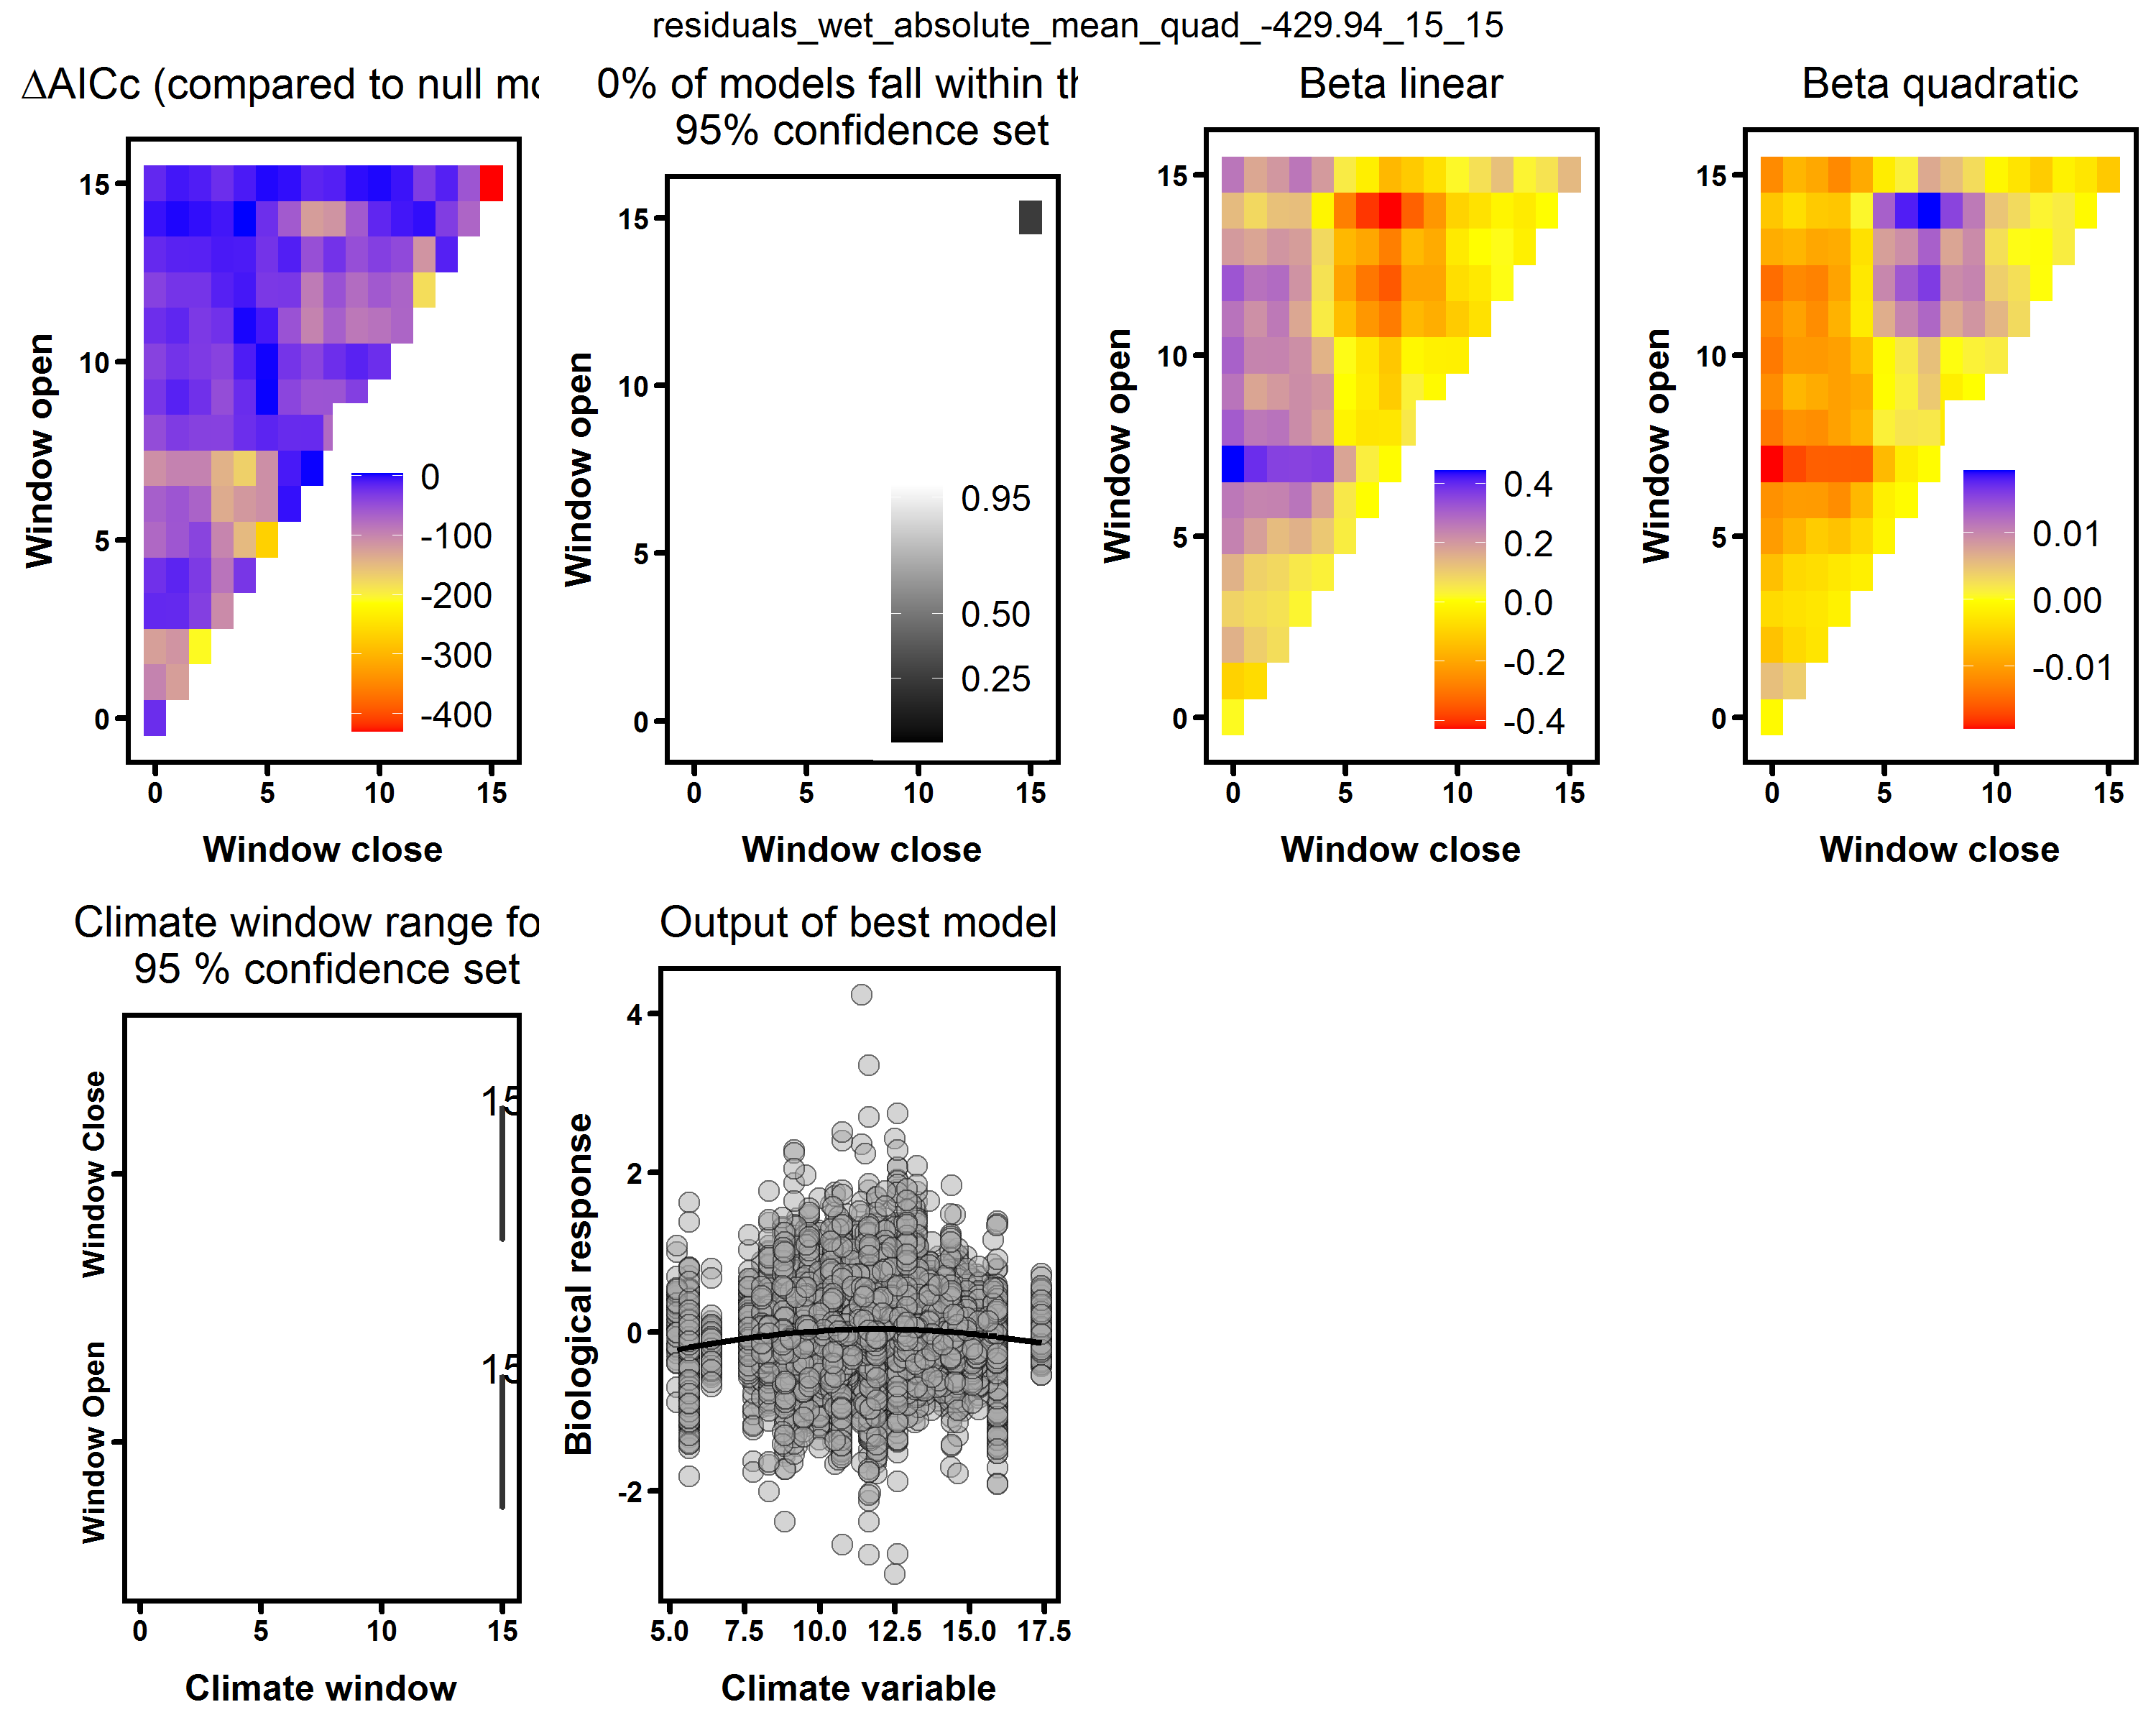 residuals_wet_absolute_mean_quad_-429.94_15_15
ΔAICc (compared to null mo
15
10
5
0
0 5 10 15
0
-100
-200
-300
-400
Window open
Window close
0% of models fall within th
95% confidence set
15
10
5
0
0 5 10 15
0.95
0.50
0.25
Window open
Window close
Beta linear
15
10
5
0
0 5 10 15
0.4
0.2
0.0
-0.2
-0.4
Window open
Window close
Beta quadratic
15
10
5
0
0 5 10 15
0.01
0.00
-0.01
Window open
Window close
Climate window range fo
95 % confidence set
Window Close
Window Open
15
15
0 5 10 15
Climate window
Output of best model
4
2
0
-2
5.0 7.5 10.0 12.5 15.0 17.5
Biological response
Climate variable